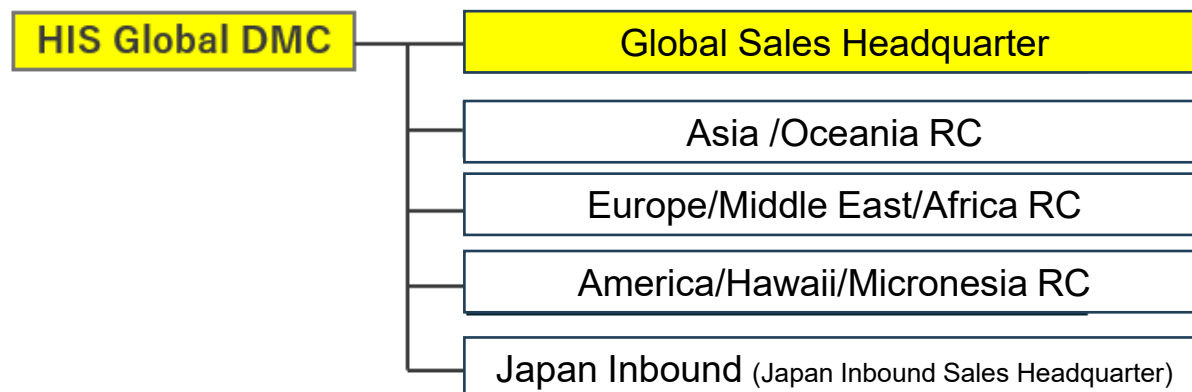 HIS Global DMC
Global Sales Headquarter
Asia /Oceania RC
Europe/Middle East/Africa RC
America/Hawaii/Micronesia RC
Japan Inbound (Japan Inbound Sales Headquarter)